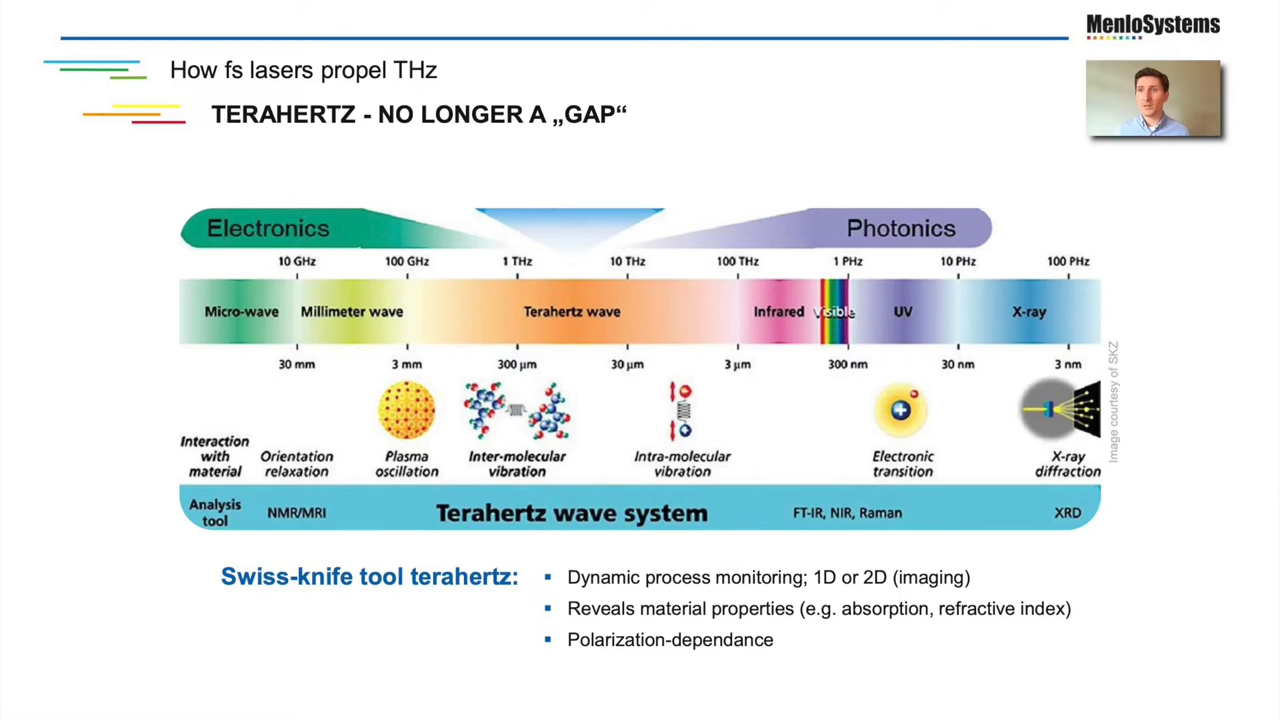 MenloSystems
How fs lasers propel THz
TERAHERTZ - NO LONGER A „GAP“
Electronics
Photonics
10 GHz 100 GHz 1 THz 10 THz 100 THz 1 PHz 10 PHz 100 PHz
Micro-wave Millimeter wave Terahertz wave Infrared Visible UV X-ray
30 mm 3 mm 300 µm 30 µm 3 µm 300 nm 30 nm 3 nm
Interaction
with
material
Orientation
relaxation
Plasma
oscillation
Inter-molecular
vibration
Intra-molecular
vibration
Electronic
transition
X-ray
diffraction
Image courtesy of SKZ
Analysis
tool
NMR/MRI
Terahertz wave system
FT-IR, NIR, Raman
XRD
Swiss-knife tool terahertz:
▪ Dynamic process monitoring; 1D or 2D (imaging)
▪ Reveals material properties (e.g. absorption, refractive index)
▪ Polarization-dependance